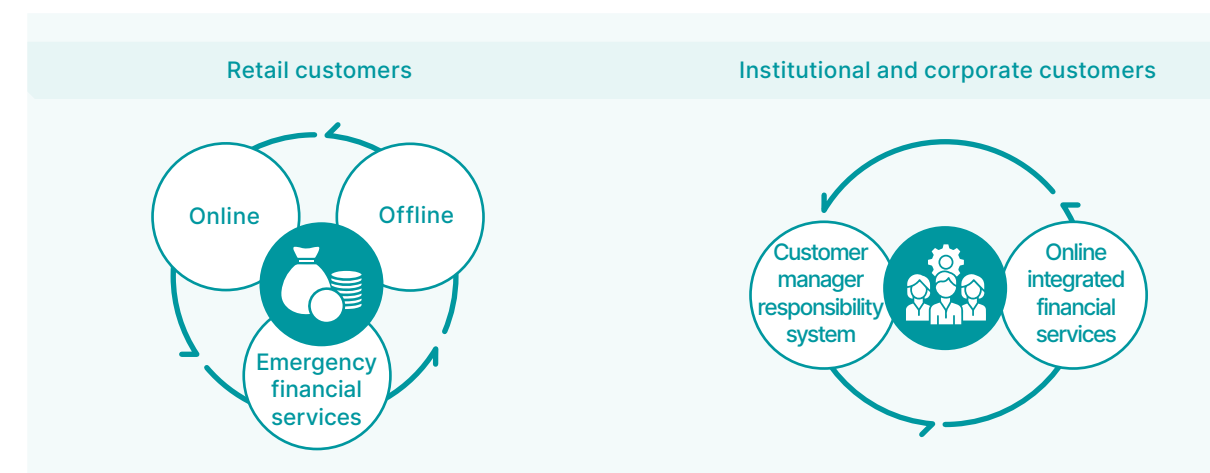 Retail customers
Institutional and corporate customers
Online
Offline
Emergency
financial
services
Customer
manager
responsibility
system
Online
integrated
financial
services